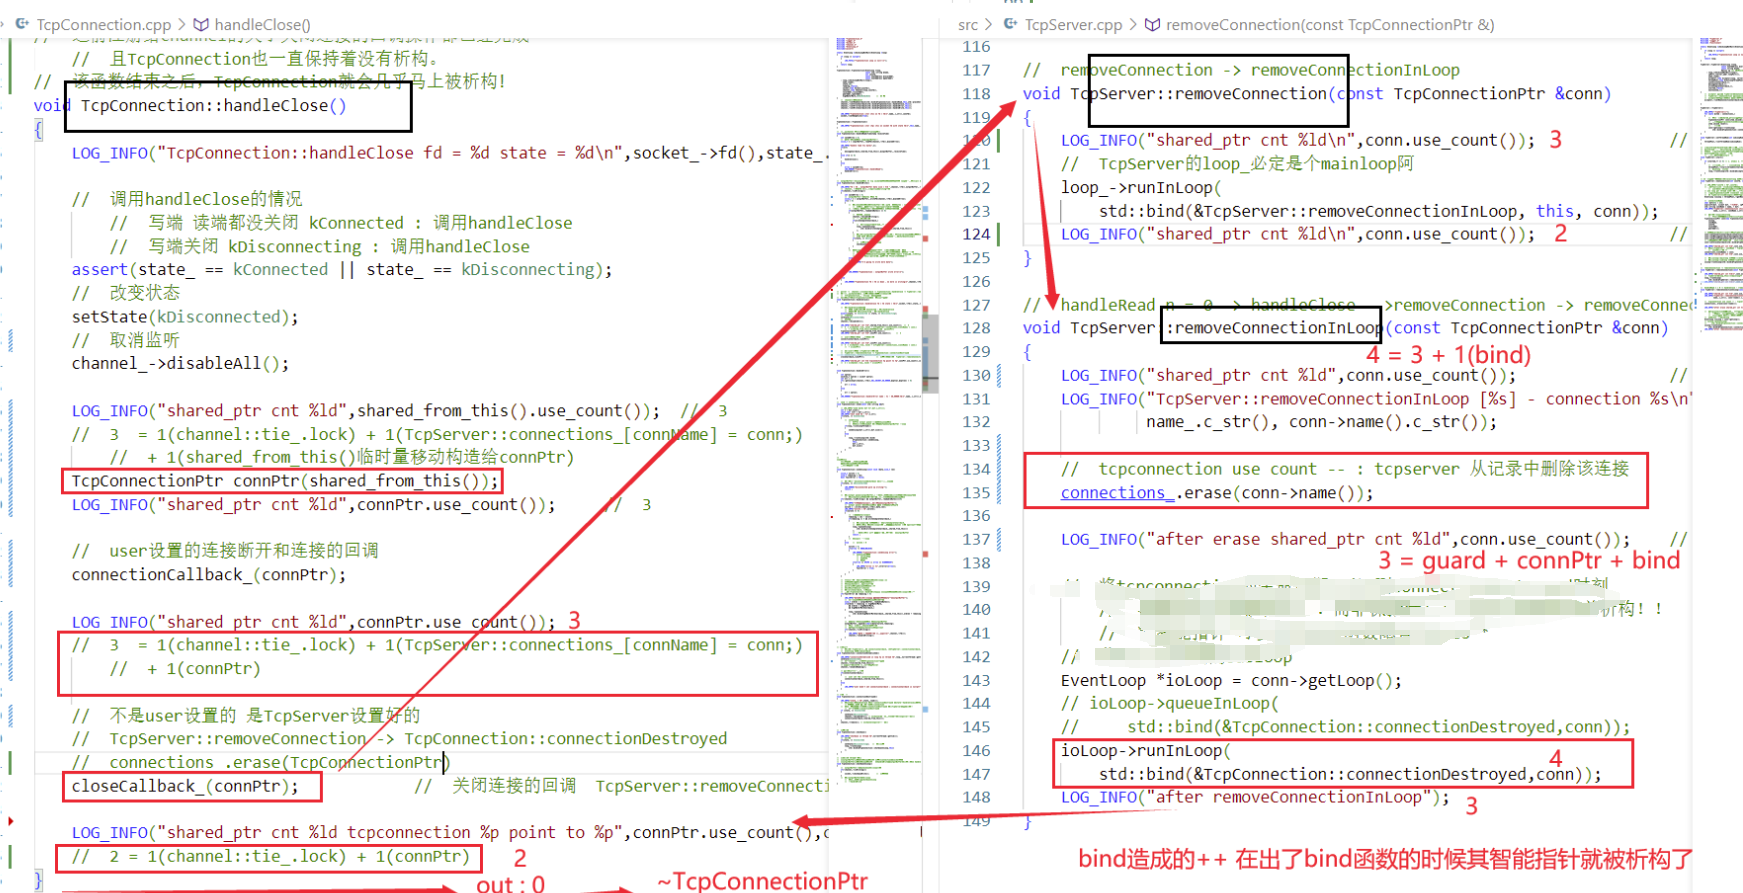 TcpConnection.cpp > handleClose()
// 且TcpConnection也一直保持着没有析构。
// 该函数结束之后，TcpConnection就会几乎马上被析构！
void TcpConnection::handleClose()
{
LOG_INFO("TcpConnection::handleClose fd = %d state = %d\n",socket_->fd(),state_.
// 调用handleClose的情况
// 写端 读端都没关闭 kConnected : 调用handleClose
// 写端关闭 kDisconnecting : 调用handleClose
assert(state_ == kConnected || state_ == kDisconnecting);
// 改变状态
setState(kDisconnected);
// 取消监听
channel_->disableAll();
LOG_INFO("shared_ptr cnt %ld",shared_from_this().use_count()); // 3
// 3 = 1(channel::tie_.lock) + 1(TcpServer::connections_[connName] = conn;)
// + 1(shared_from_this()临时量移动构造给connPtr)
TcpConnectionPtr connPtr(shared_from_this());
LOG_INFO("shared_ptr cnt %ld",connPtr.use_count()); // 3
// user设置的连接断开和连接的回调
connectionCallback_(connPtr);
LOG_INFO("shared_ptr cnt %ld",connPtr.use_count()); 3
// 3 = 1(channel::tie_.lock) + 1(TcpServer::connections_[connName] = conn;)
// + 1(connPtr)
// 不是user设置的 是TcpServer设置好的
// TcpServer::removeConnection -> TcpConnection::connectionDestroyed
// connections_.erase(TcpConnectionPtr)
closeCallback_(connPtr); // 关闭连接的回调 TcpServer::removeConnecti
LOG_INFO("shared_ptr cnt %ld tcpconnection %p point to %p",connPtr.use_count(),
// 2 = 1(channel::tie_.lock) + 1(connPtr) 2
}
out : 0 ~TcpConnectionPtr
src > TcpServer.cpp > removeConnection(const TcpConnectionPtr &)
116
117 // removeConnection -> removeConnectionInLoop
118 void TcpServer::removeConnection(const TcpConnectionPtr &conn)
119 {
120 LOG_INFO("shared_ptr cnt %ld\n",conn.use_count()); 3 //
121 // TcpServer的loop_必定是个mainloop阿
122 loop_->runInLoop(
123 std::bind(&TcpServer::removeConnectionInLoop, this, conn));
124 LOG_INFO("shared_ptr cnt %ld\n",conn.use_count()); 2 //
125 }
126
127 // handleRead n = 0 -> handleClose ->removeConnection -> removeConnec
128 void TcpServer::removeConnectionInLoop(const TcpConnectionPtr &conn)
129 {
4 = 3 + 1(bind)
130 LOG_INFO("shared_ptr cnt %ld",conn.use_count()); //
131 LOG_INFO("TcpServer::removeConnectionInLoop [%s] - connection %s\n"
132 name_.c_str(), conn->name().c_str());
133
134 // tcpconnection use count -- : tcpserver 从记录中删除该连接
135 connections_.erase(conn->name());
136
137 LOG_INFO("after erase shared_ptr cnt %ld",conn.use_count()); //
138 3 = guard + connPtr + bind
139
140
141
142 //
143 EventLoop *ioLoop = conn->getLoop();
144 // ioLoop->queueInLoop(
145 // std::bind(&TcpConnection::connectionDestroyed,conn));
146 ioLoop->runInLoop(
147 std::bind(&TcpConnection::connectionDestroyed,conn)); 4
148 LOG_INFO("after removeConnectionInLoop"); 3
149 }
bind造成的++ 在出了bind函数的时候其智能指针就被析构了